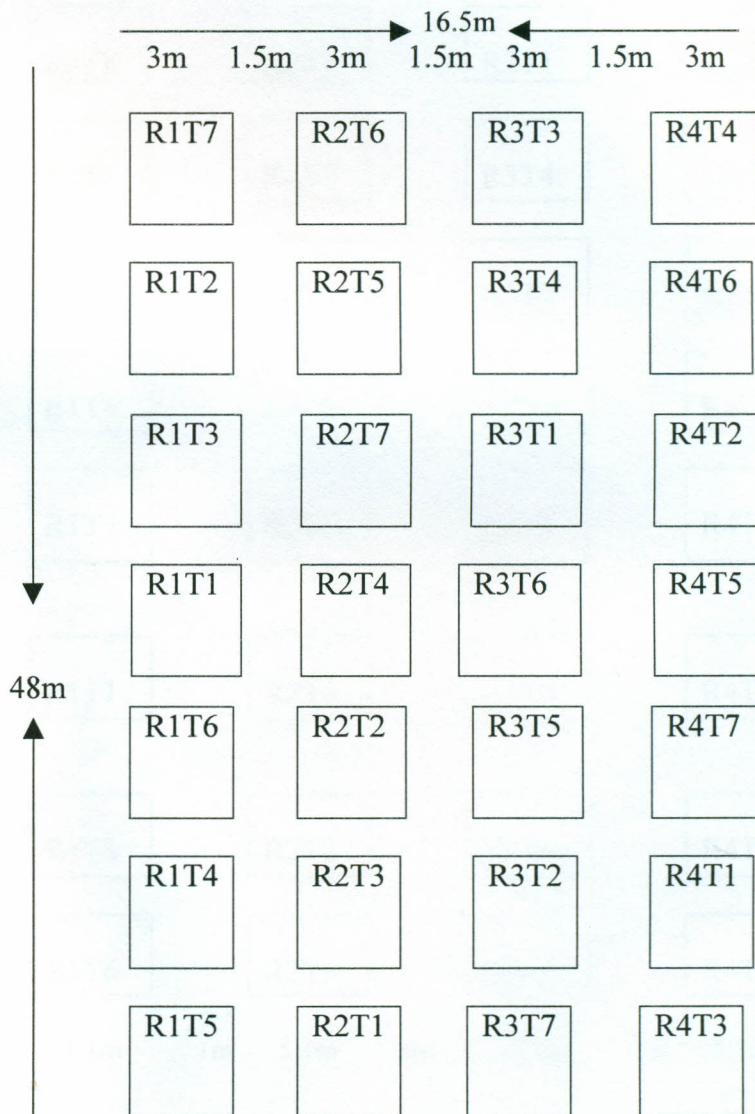 16.5m
3m 1.5m 3m 1.5m 3m 1.5m 3m
R1T7 R2T6 R3T3 R4T4
R1T2 R2T5 R3T4 R4T6
R1T3 R2T7 R3T1 R4T2
R1T1 R2T4 R3T6 R4T5
48m
R1T6 R2T2 R3T5 R4T7
R1T4 R2T3 R3T2 R4T1
R1T5 R2T1 R3T7 R4T3